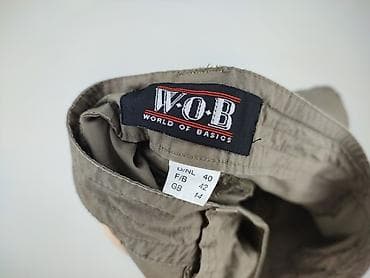 W·O·B
WORLD OF BASICS
D/NL 40
F/B 42
GB 14